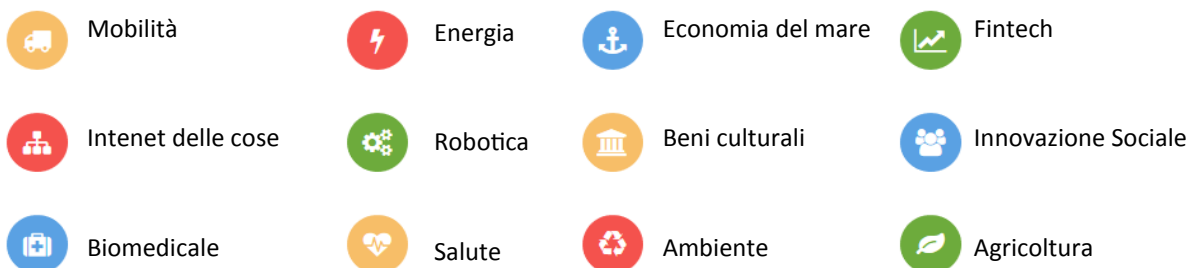 Mobilità
Energia
Economia del mare
Fintech
Intenet delle cose
Robotica
Beni culturali
Innovazione Sociale
Biomedicale
Salute
Ambiente
Agricoltura